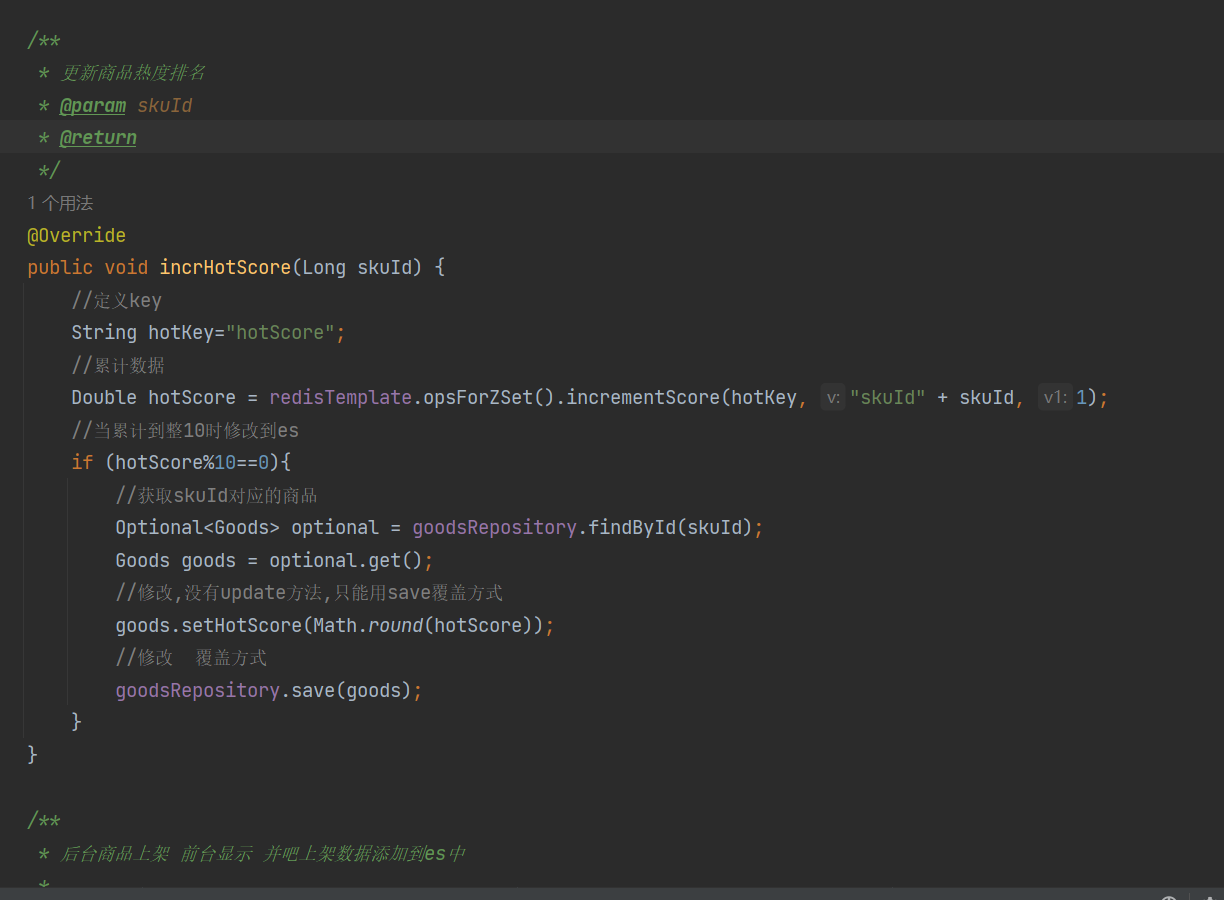 /**
 * 更新商品热度排名
 * @param skuId
 * @return
 */
1 个用法
@Override
public void incrHotScore(Long skuId) {
    //定义key
    String hotKey="hotScore";
    //累计数据
    Double hotScore = redisTemplate.opsForZSet().incrementScore(hotKey, v: "skuId" + skuId, v1: 1);
    //当累计到整10时修改到es
    if (hotScore%10==0){
        //获取skuId对应的商品
        Optional<Goods> optional = goodsRepository.findById(skuId);
        Goods goods = optional.get();
        //修改,没有update方法,只能用save覆盖方式
        goods.setHotScore(Math.round(hotScore));
        //修改  覆盖方式
        goodsRepository.save(goods);
    }
}
/**
 * 后台商品上架 前台显示 并吧上架数据添加到es中
 *